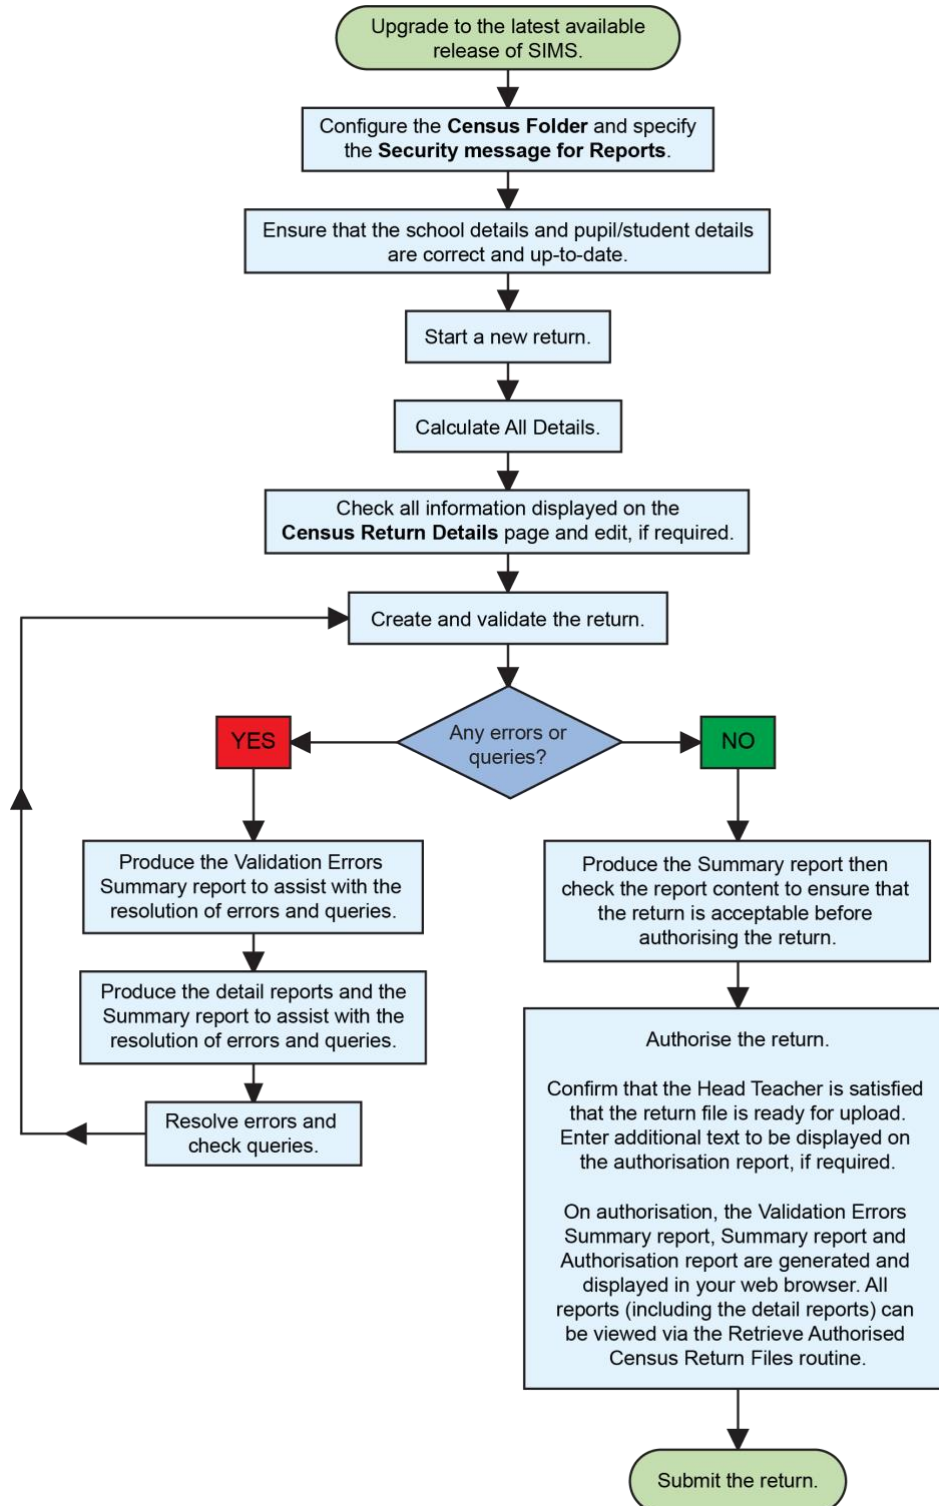 Upgrade to the latest available
release of SIMS.
Configure the Census Folder and specify
the Security message for Reports.
Ensure that the school details and pupil/student details
are correct and up-to-date.
Start a new return.
Calculate All Details.
Check all information displayed on the
Census Return Details page and edit, if required.
Create and validate the return.
Any errors or
queries?
YES
NO
Produce the Validation Errors
Summary report to assist with the
resolution of errors and queries.
Produce the detail reports and the
Summary report to assist with the
resolution of errors and queries.
Resolve errors and
check queries.
Produce the Summary report then
check the report content to ensure that
the return is acceptable before
authorising the return.
Authorise the return.
Confirm that the Head Teacher is satisfied
that the return file is ready for upload.
Enter additional text to be displayed on
the authorisation report, if required.
On authorisation, the Validation Errors
Summary report, Summary report and
Authorisation report are generated and
displayed in your web browser. All
reports (including the detail reports) can
be viewed via the Retrieve Authorised
Census Return Files routine.
Submit the return.